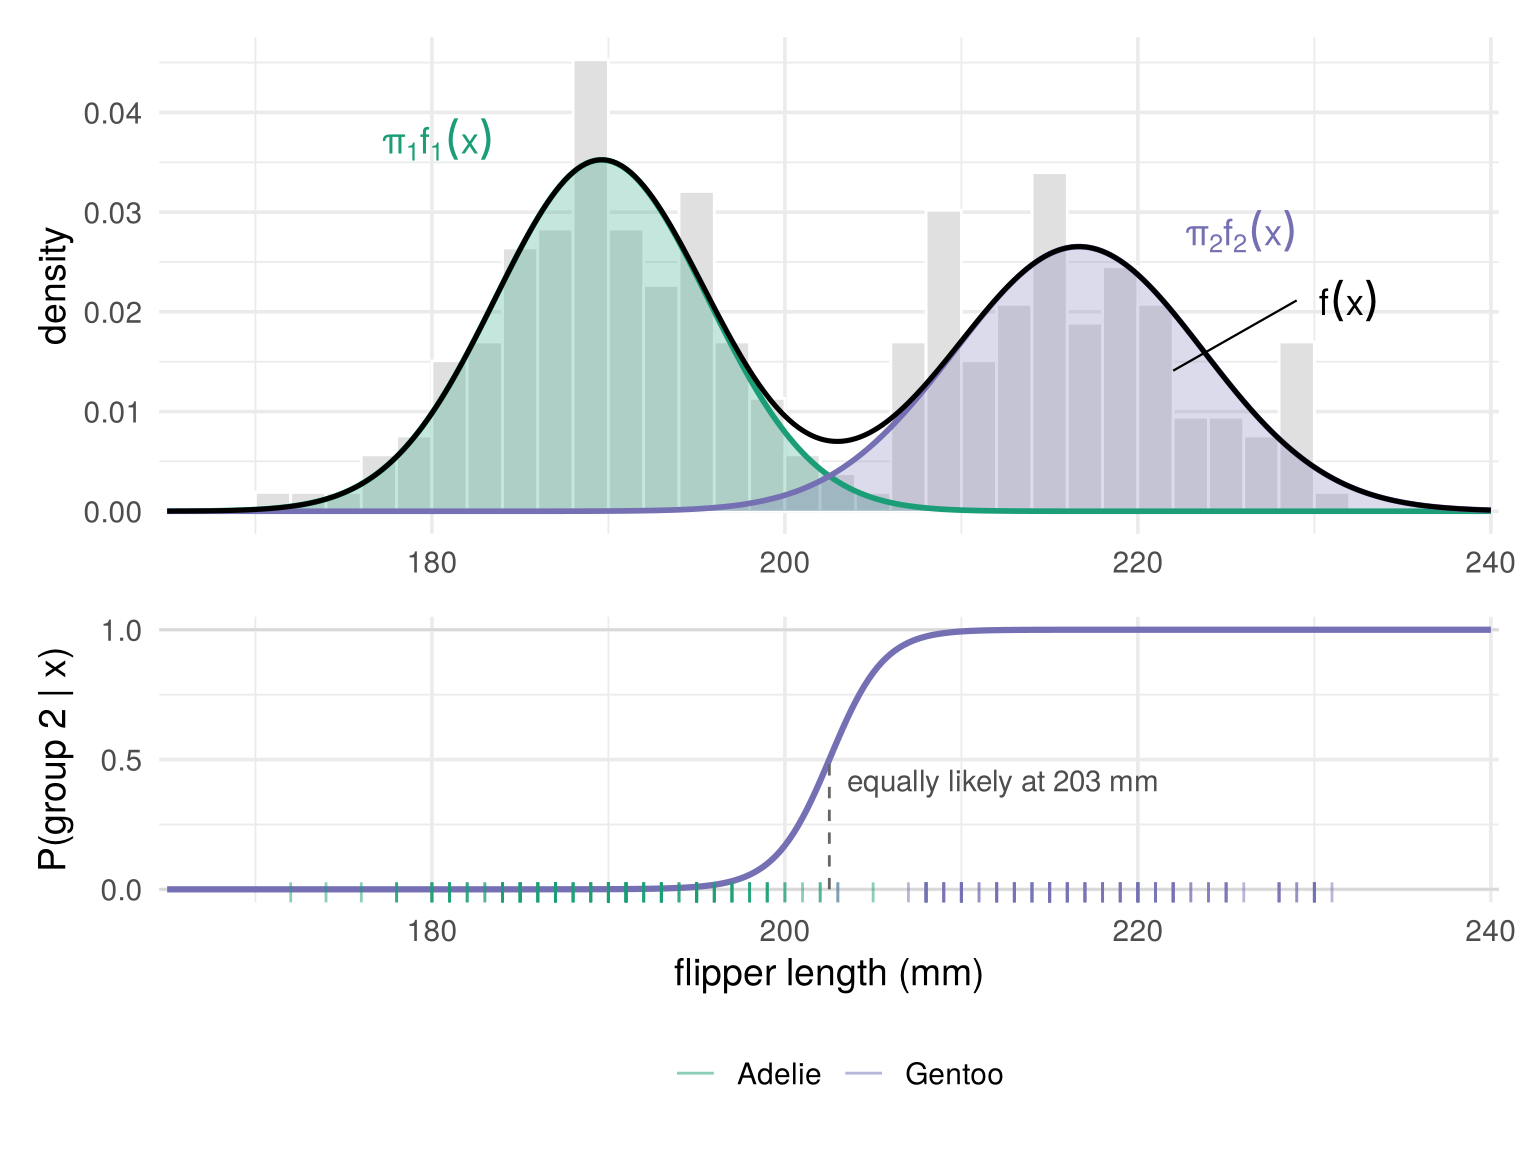 0.04
0.03
0.02
0.01
0.00
density
π₁f₁(x)
π₂f₂(x)
f(x)
180 200 220 240
1.0
0.5
0.0
P(group 2 | x)
equally likely at 203 mm
180 200 220 240
flipper length (mm)
Adelie Gentoo